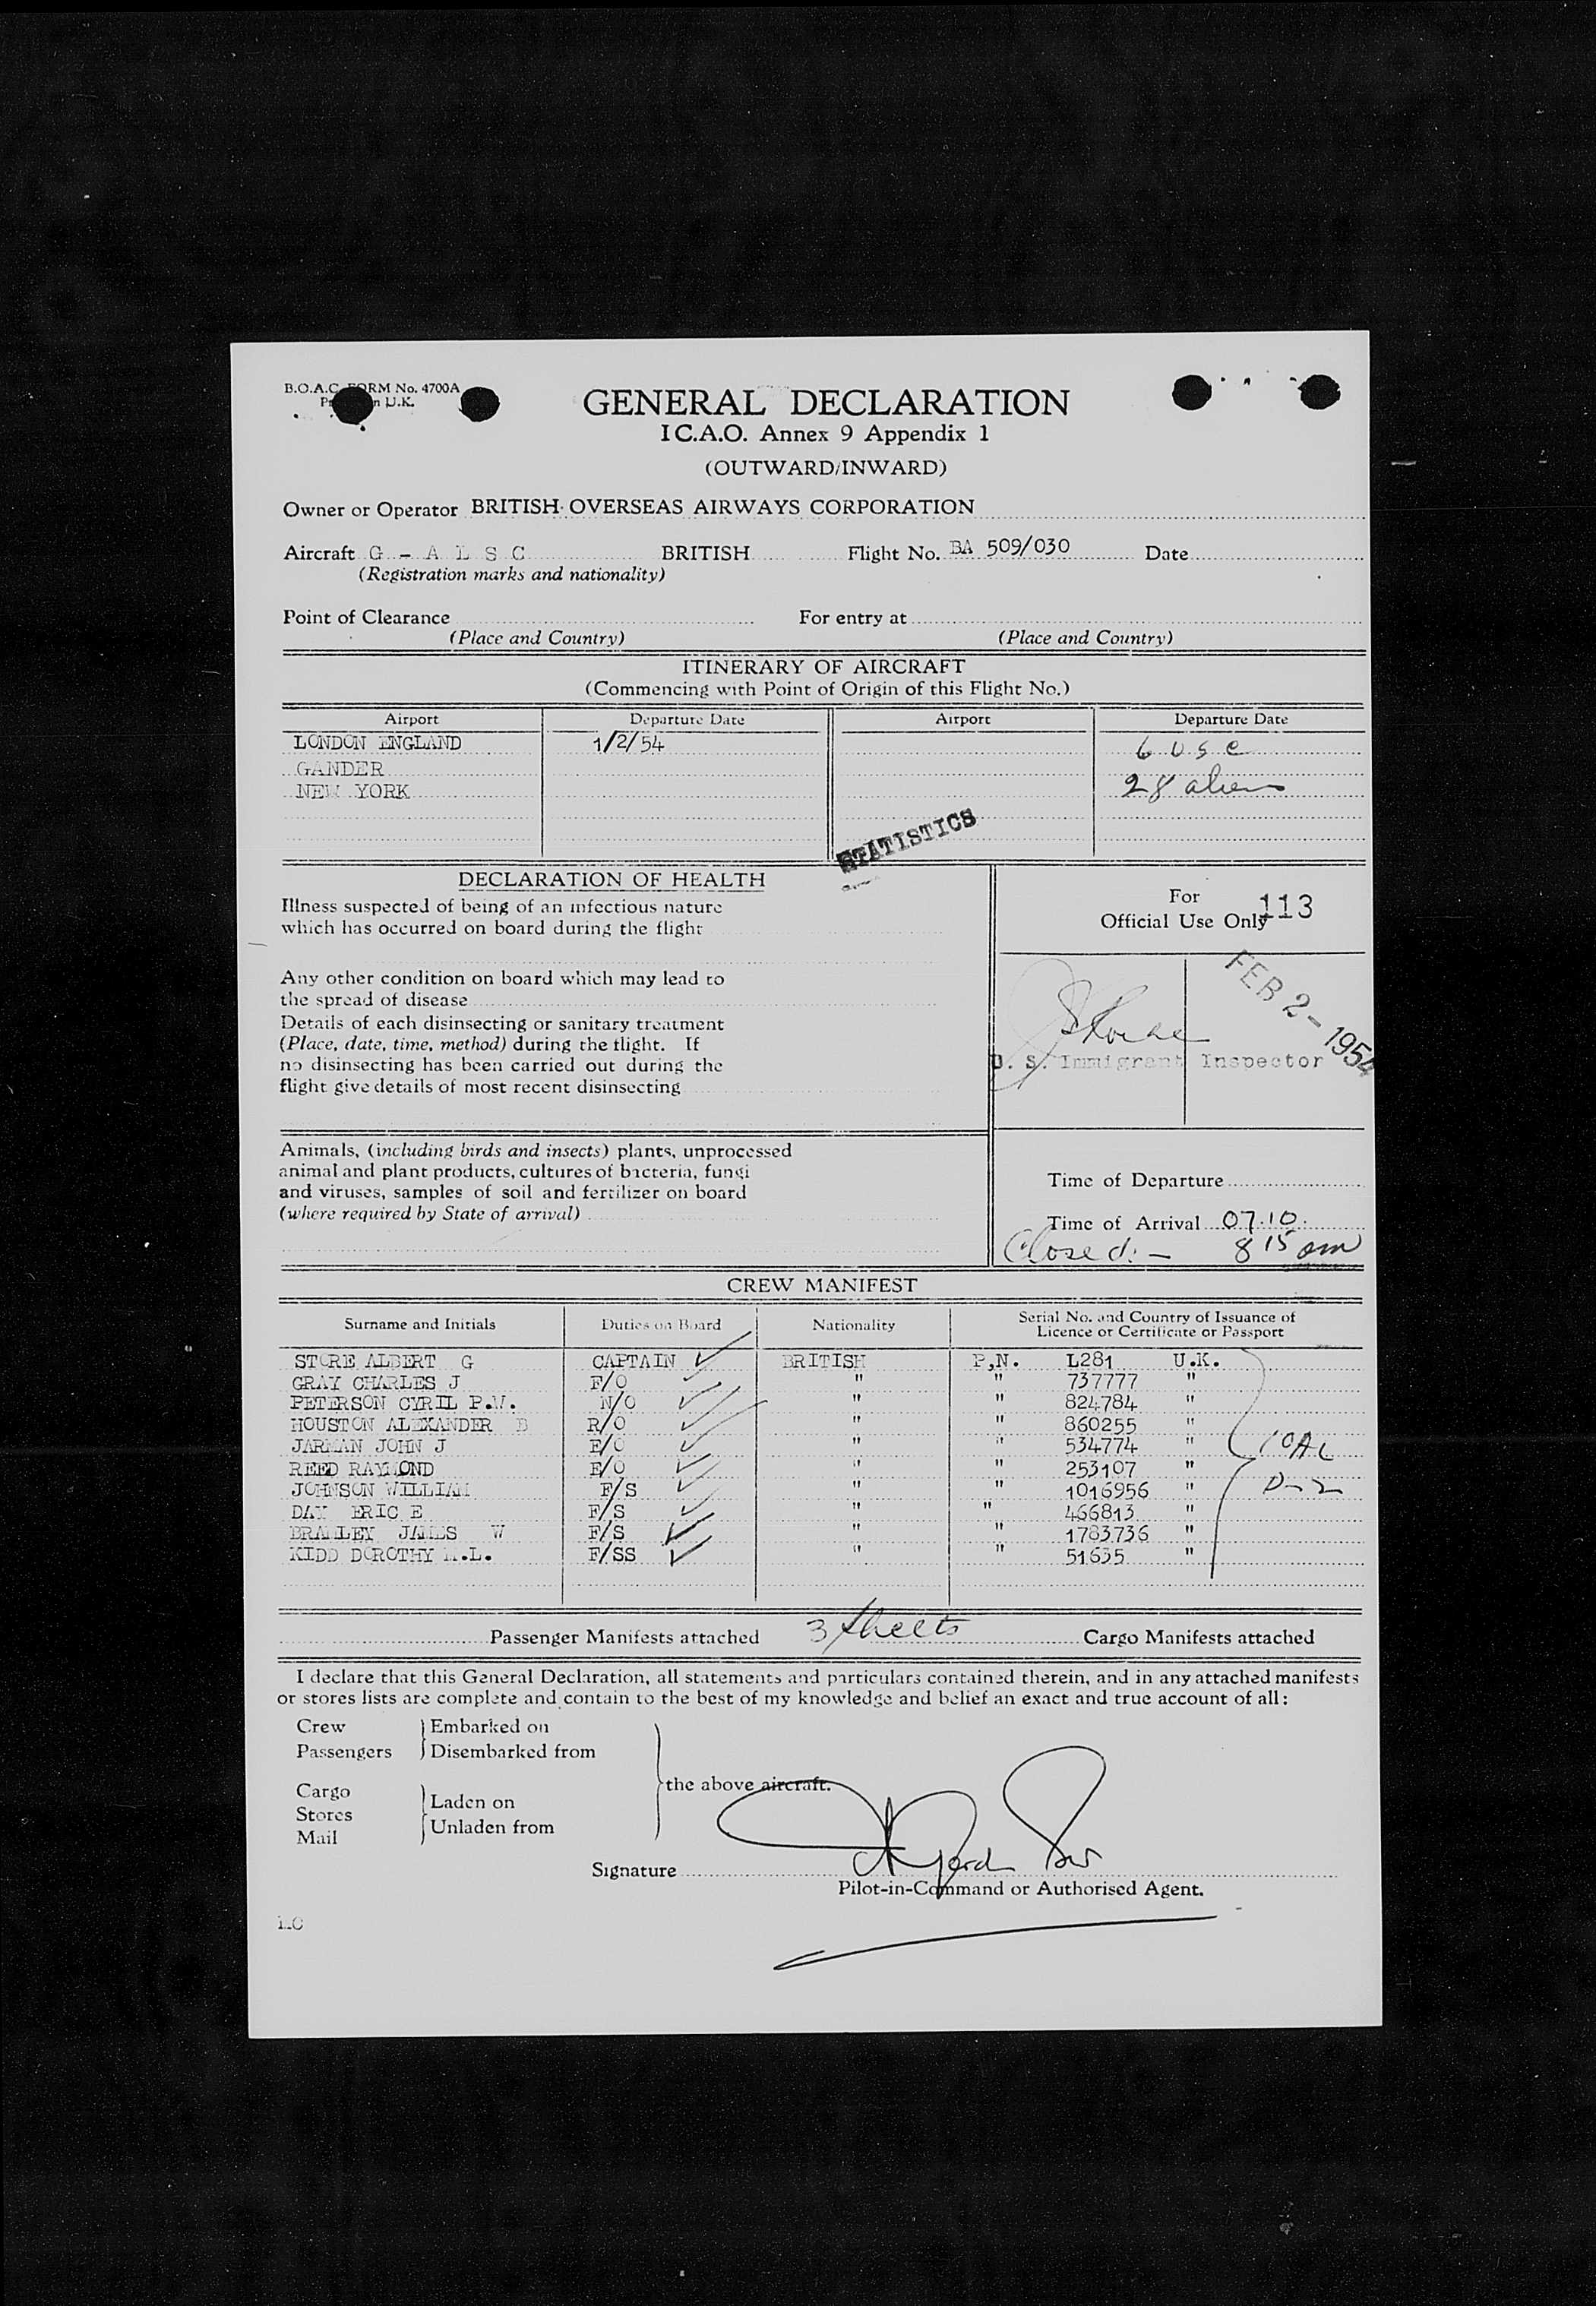 B.O.A.C. FORM No. 4700A
in U.K.
GENERAL DECLARATION
I C.A.O. Annex 9 Appendix 1
(OUTWARD/INWARD)
Owner or Operator BRITISH OVERSEAS AIRWAYS CORPORATION
Aircraft G - A L S C BRITISH Flight No. BA 509/030 Date
(Registration marks and nationality)
Point of Clearance For entry at
(Place and Country) (Place and Country)
ITINERARY OF AIRCRAFT
(Commencing with Point of Origin of this Flight No.)
Airport Departure Date Airport Departure Date
LONDON ENGLAND 1/2/54 6 U S C
GANDER
NEW YORK 28 aliens
STATISTICS
DECLARATION OF HEALTH
Illness suspected of being of an infectious nature
which has occurred on board during the flight
For
Official Use Only 113
Any other condition on board which may lead to
the spread of disease
FEB 2 - 1954
Details of each disinsecting or sanitary treatment
(Place, date, time, method) during the flight. If
no disinsecting has been carried out during the
flight give details of most recent disinsecting
U. S. Immigrant Inspector
Animals, (including birds and insects) plants, unprocessed
animal and plant products, cultures of bacteria, fungi
and viruses, samples of soil and fertilizer on board
(where required by State of arrival)
Time of Departure
Time of Arrival 07.10.
Closed: - 8 15 am
CREW MANIFEST
Surname and Initials Duties on Board Nationality Serial No. and Country of Issuance of
Licence or Certificate or Passport
STORE ALBERT G CAPTAIN BRITISH P,N. L281 U.K.
GRAY CHARLES J F/O " " 737777 "
PETERSON CYRIL P.W. N/O " " 824784 "
HOUSTON ALEXANDER B R/O " " 860255 "
JARMAN JOHN J E/O " " 534774 "
REED RAYMOND E/O " " 253107 "
JOHNSON WILLIAM F/S " " 1016956 "
DAY ERIC E F/S " " 466813 "
BRAMLEY JAMES W F/S " " 1783736 "
KIDD DOROTHY M.L. F/SS " " 51635 "
D-2
Passenger Manifests attached 3 sheets Cargo Manifests attached
I declare that this General Declaration, all statements and particulars contained therein, and in any attached manifests
or stores lists are complete and contain to the best of my knowledge and belief an exact and true account of all:
Crew Embarked on
Passengers Disembarked from
the above aircraft.
Cargo
Stores Laden on
Mail Unladen from
Signature
Pilot-in-Command or Authorised Agent.